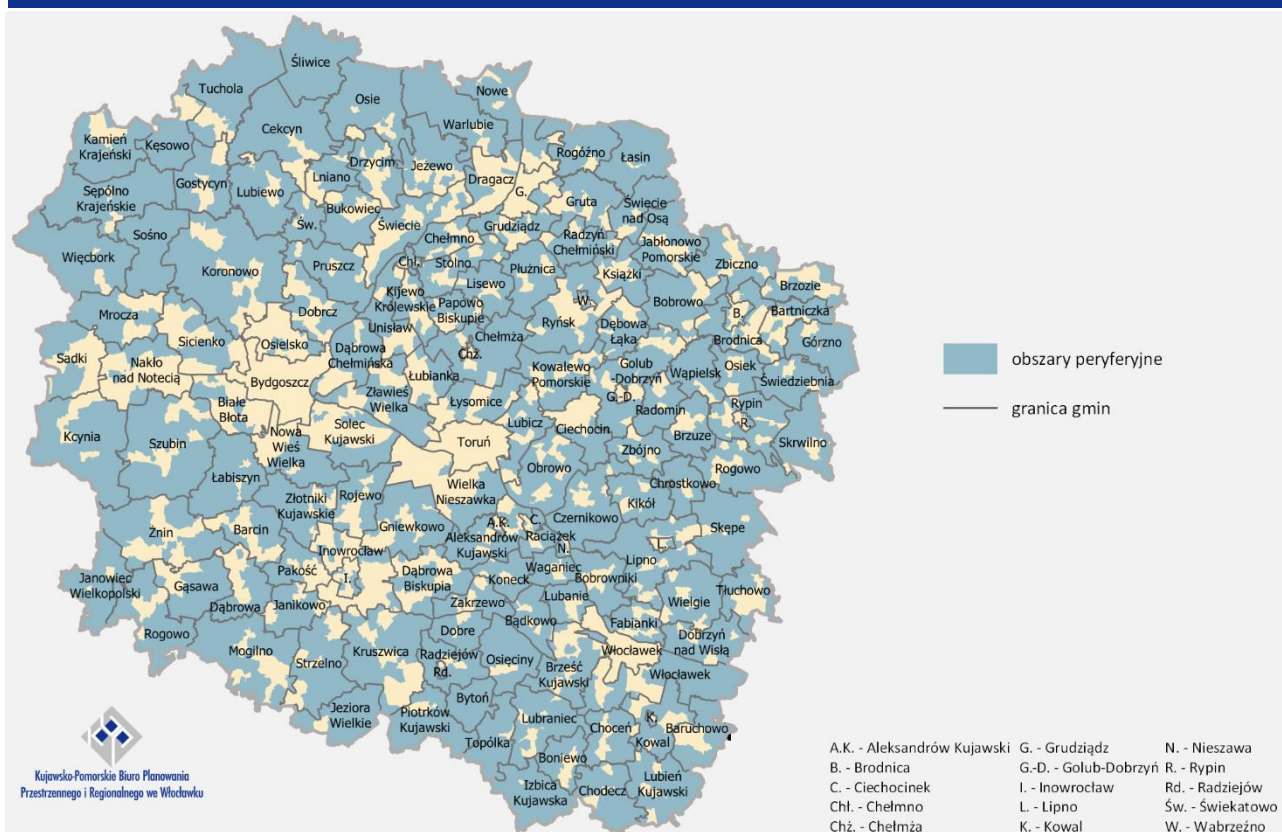 Śliwice
Tuchola
Osie
Nowe
Cekcyn
Warlubie
Kamień
Krajeński
Kęsowo
Rogóźno
Łasin
Drzycim
Jeżewo
Lniano
Dragacz
G.
Gostycyn
Lubiewo
Sępólno
Krajeńskie
Bukowiec
Gruta
Świecie
nad Osą
Św.
Świecie
Sośno
Chełmno
Grudziądz
Radzyń
Chełmiński
Jabłonowo
Pomorskie
Więcbork
Koronowo
Pruszcz
Chł.
Stolno
Płużnica
Książki
Zbiczno
Brzozie
Kijewo
Królewskie
Lisewo
W.
Bobrowo
Mrocza
Dobrcz
Papowo
Biskupie
B.
Bartniczka
Unisław
Ryńsk
Dębowa
Łąka
Sicienko
Osielsko
Dąbrowa
Chełmińska
Chełmża
Brodnica
Górzno
Sadki
Nakło
nad Notecią
Chż.
Golub
-Dobrzyń
Wąpielsk
Osiek
Bydgoszcz
Łubianka
Kowalewo
Pomorskie
Świedziebnia
Zławieś
Wielka
Łysomice
G.-D.
Białe
Błota
Radomin
Rypin
R.
Solec
Kujawski
Lubicz
Ciechocin
Kcynia
Szubin
Nowa
Wieś
Wielka
Toruń
Brzuze
Skrwilno
Zbójno
Obrowo
Rogowo
Łabiszyn
Wielka
Nieszawka
Chrostkowo
Złotniki
Kujawskie
Rojewo
Kikół
Gniewkowo
A.K.
C.
Czernikowo
Żnin
Barcin
Aleksandrów
Kujawski
Raciążek
Skępe
Inowrocław
N.
L.
Lipno
Pakość
Dąbrowa
Biskupia
Waganiec
Janowiec
Wielkopolski
Gąsawa
I.
Koneck
Bobrowniki
Tłuchowo
Dąbrowa
Janikowo
Zakrzewo
Lubanie
Wielgie
Bądkowo
Fabianki
Rogowo
Dobre
Dobrzyń
nad Wisłą
Mogilno
Strzelno
Kruszwica
Radziejów
Rd.
Osięciny
Włocławek
Brześć
Kujawski
Włocławek
Bytoń
Jeziora
Wielkie
Piotrków
Kujawski
Lubraniec
Choceń
K.
Baruchowo
Topólka
Kowal
Boniewo
Izbica
Kujawska
Chodecz
Lubień
Kujawski
obszary peryferyjne
granica gmin
Kujawsko-Pomorskie Biuro Planowania
Przestrzennego i Regionalnego we Włocławku
A.K. - Aleksandrów Kujawski G. - Grudziądz N. - Nieszawa
B. - Brodnica G.-D. - Golub-Dobrzyń R. - Rypin
C. - Ciechocinek I. - Inowrocław Rd. - Radziejów
Chł. - Chełmno L. - Lipno Św. - Świekatowo
Chż. - Chełmża K. - Kowal W. - Wąbrzeźno